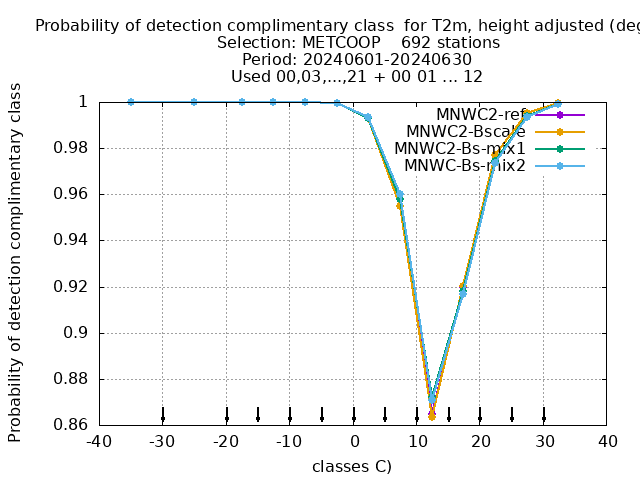 Probability of detection complimentary class  for T2m, height adjusted (deg
Selection: METCOOP    692 stations
Period: 20240601-20240630
Used 00,03,...,21 + 00 01 ... 12
Probability of detection complimentary class
1
0.98
0.96
0.94
0.92
0.9
0.88
0.86
MNWC2-ref
MNWC2-Bscale
MNWC2-Bs-mix1
MNWC-Bs-mix2
-40 -30 -20 -10 0 10 20 30 40
classes C)